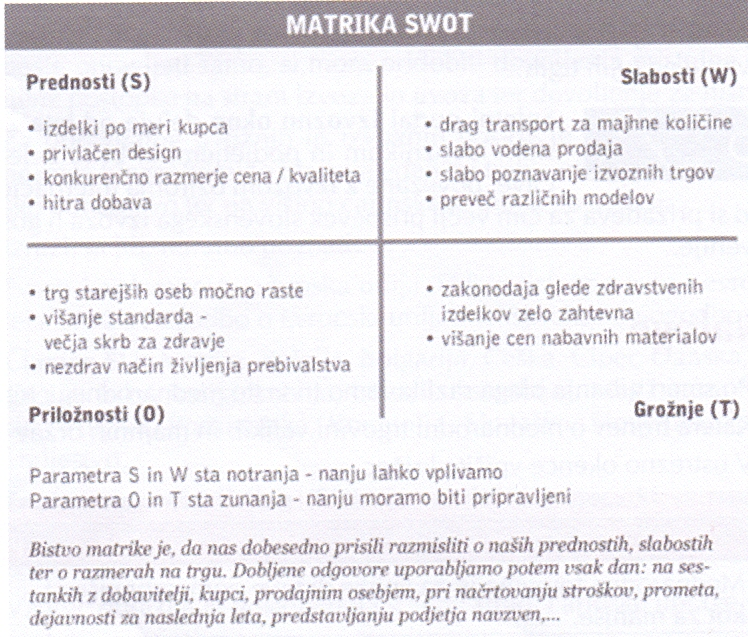 MATRIKA SWOT
Prednosti (S)
• izdelki po meri kupca
• privlačen design
• konkurenčno razmerje cena / kvaliteta
• hitra dobava
Slabosti (W)
• drag transport za majhne količine
• slabo vodena prodaja
• slabo poznavanje izvoznih trgov
• preveč različnih modelov
• trg starejših oseb močno raste
• višanje standarda -
večja skrb za zdravje
• nezdrav način življenja prebivalstva
Priložnosti (O)
• zakonodaja glede zdravstvenih
izdelkov zelo zahtevna
• višanje cen nabavnih materialov
Grožnje (T)
Parametra S in W sta notranja - nanju lahko vplivamo
Parametra O in T sta zunanja - nanju moramo biti pripravljeni
Bistvo matrike je, da nas dobesedno prisili razmisliti o naših prednostih, slabostih
ter o razmerah na trgu. Dobljene odgovore uporabljamo potem vsak dan: na ses-
tankih z dobavitelji, kupci, prodajnim osebjem, pri načrtovanju stroškov, prometa,
dejavnosti za naslednja leta, predstavljanju podjetja navzven,...